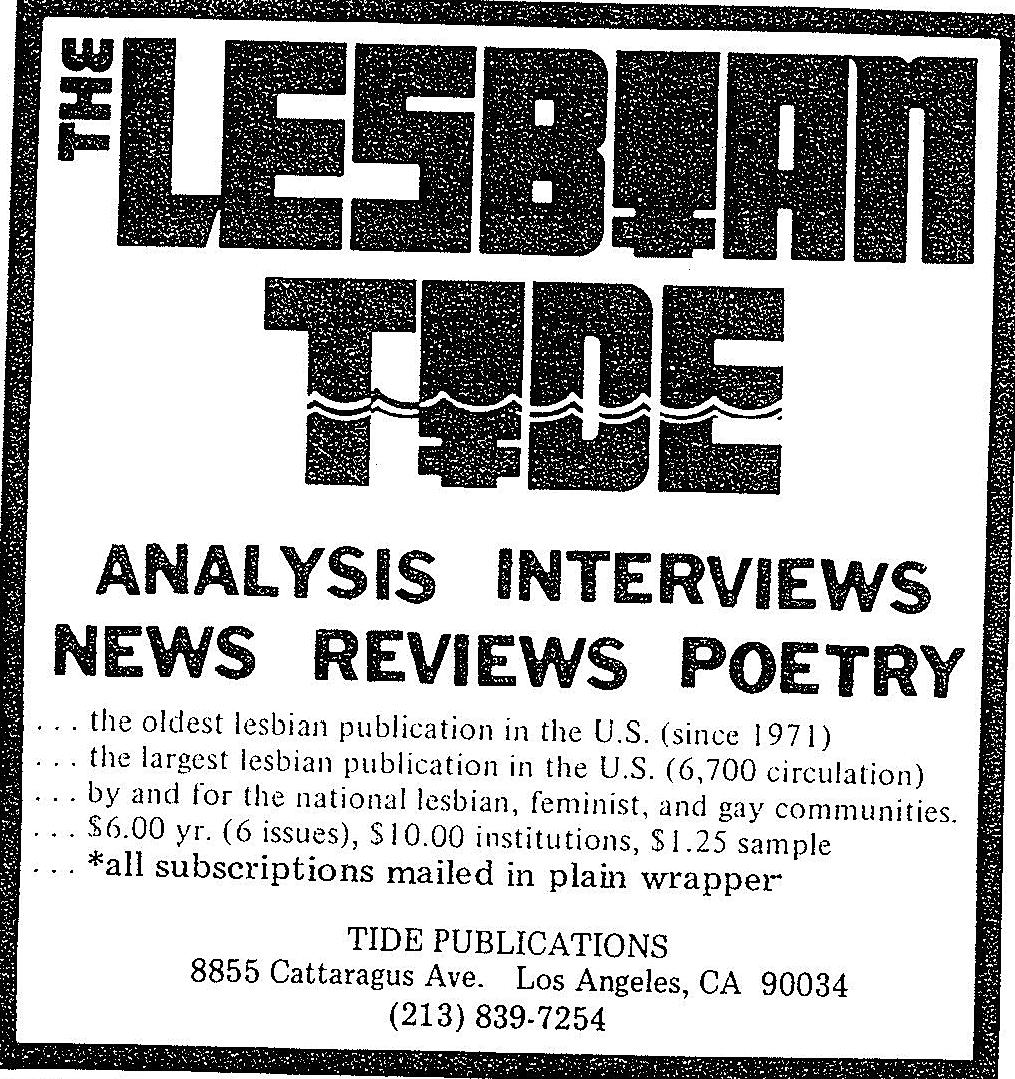 THE LESBIAN
TIDE
ANALYSIS INTERVIEWS
NEWS REVIEWS POETRY
... the oldest lesbian publication in the U.S. (since 1971)
... the largest lesbian publication in the U.S. (6,700 circulation)
... by and for the national lesbian, feminist, and gay communities.
... $6.00 yr. (6 issues), $10.00 institutions, $1.25 sample
... *all subscriptions mailed in plain wrapper
TIDE PUBLICATIONS
8855 Cattaragus Ave. Los Angeles, CA 90034
(213) 839-7254